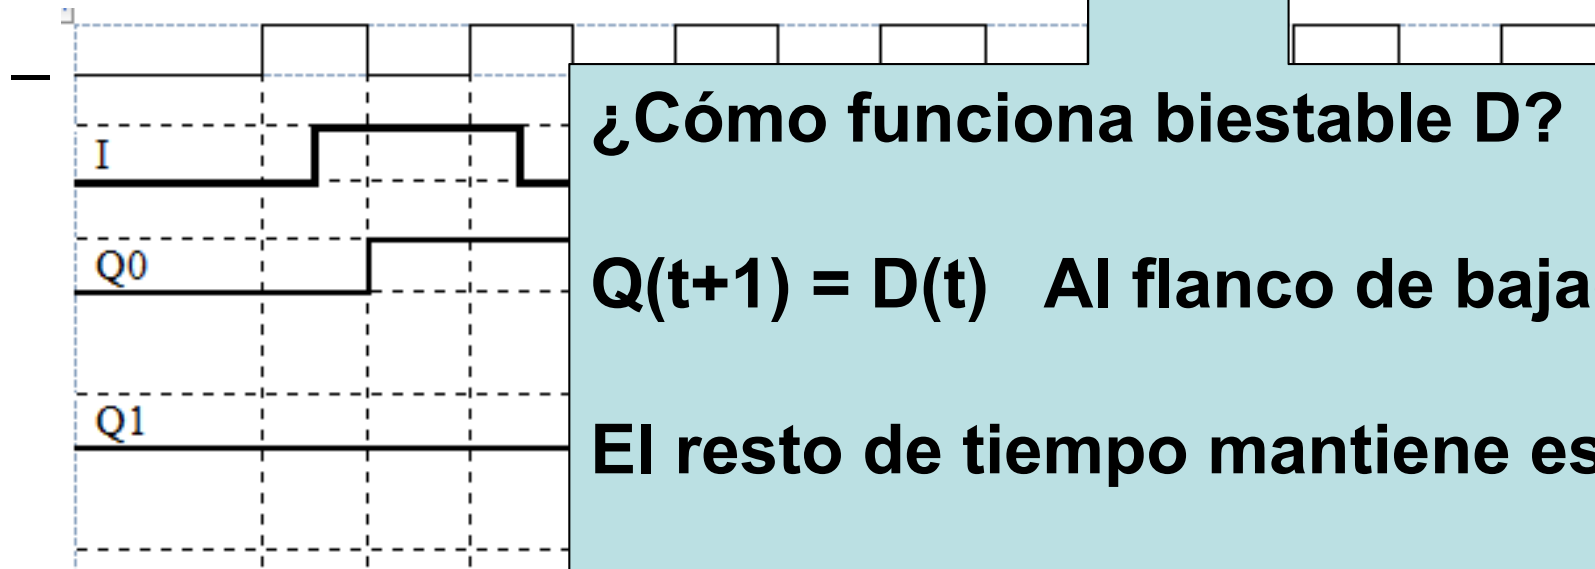 I
Q0
Q1
¿Cómo funciona biestable D?
Q(t+1) = D(t) Al flanco de baja
El resto de tiempo mantiene es